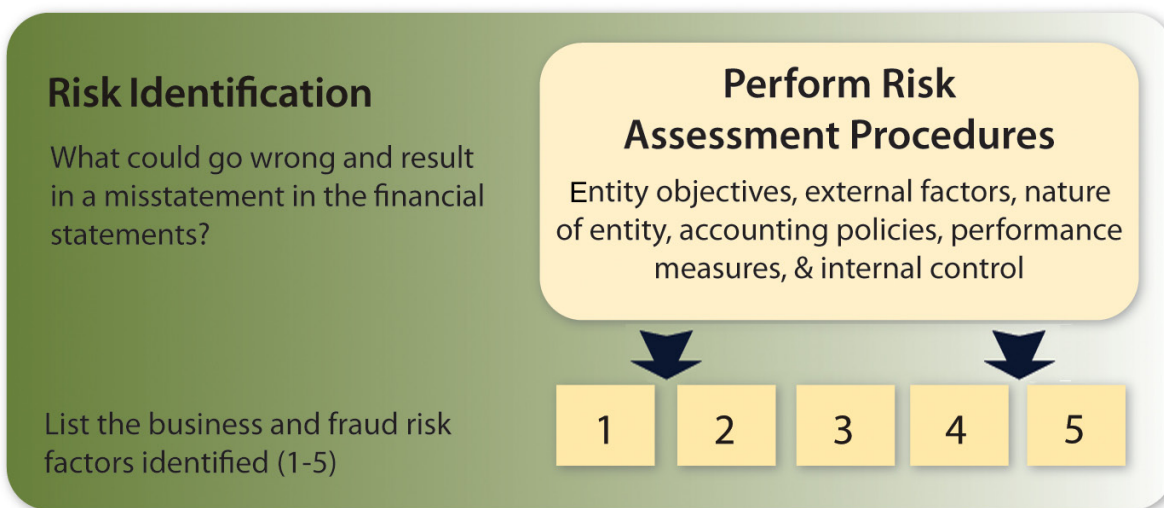 Risk Identification
What could go wrong and result
in a misstatement in the financial
statements?
Perform Risk
Assessment Procedures
Entity objectives, external factors, nature
of entity, accounting policies, performance
measures, & internal control
List the business and fraud risk
factors identified (1-5)
1 2 3 4 5